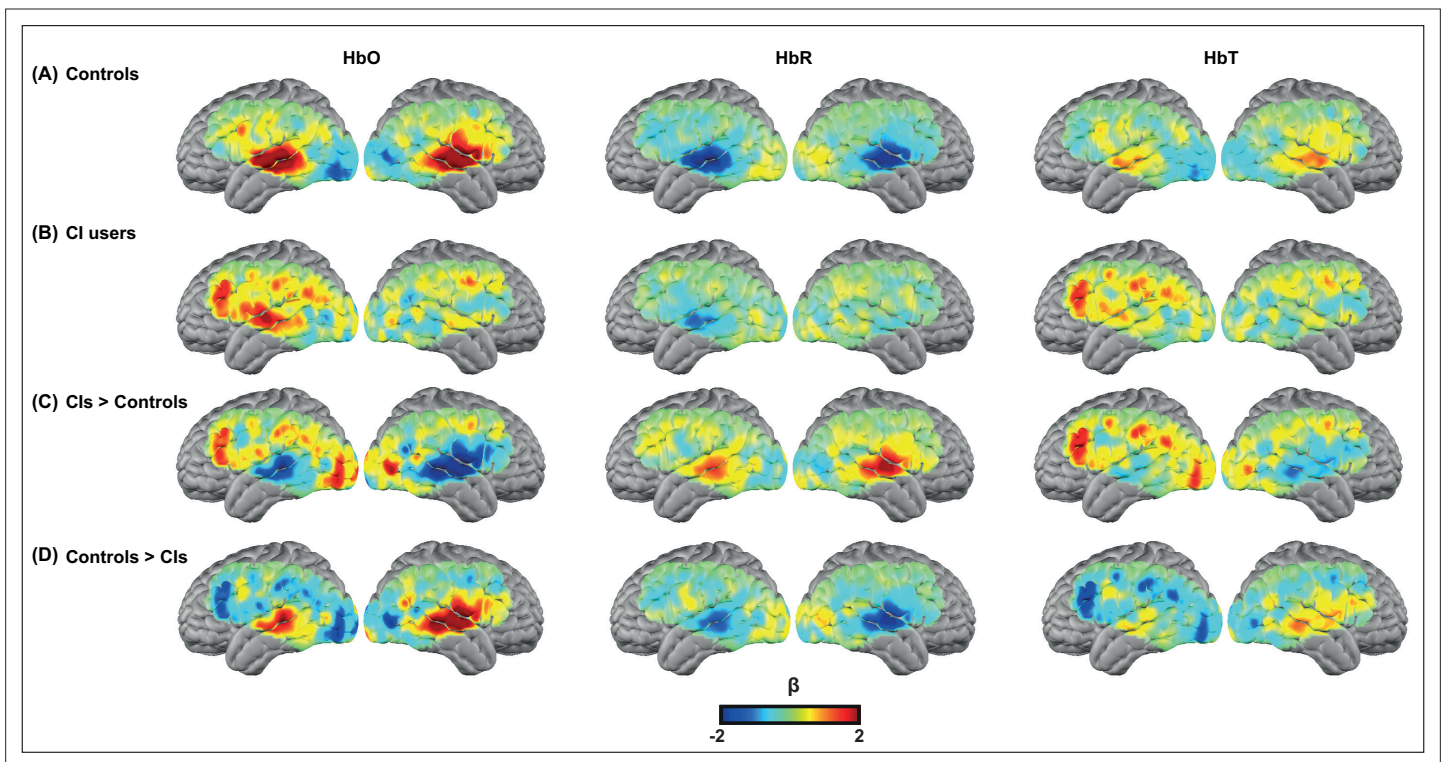 HbO HbR HbT
(A) Controls
(B) CI users
(C) CIs > Controls
(D) Controls > CIs
β
-2 2